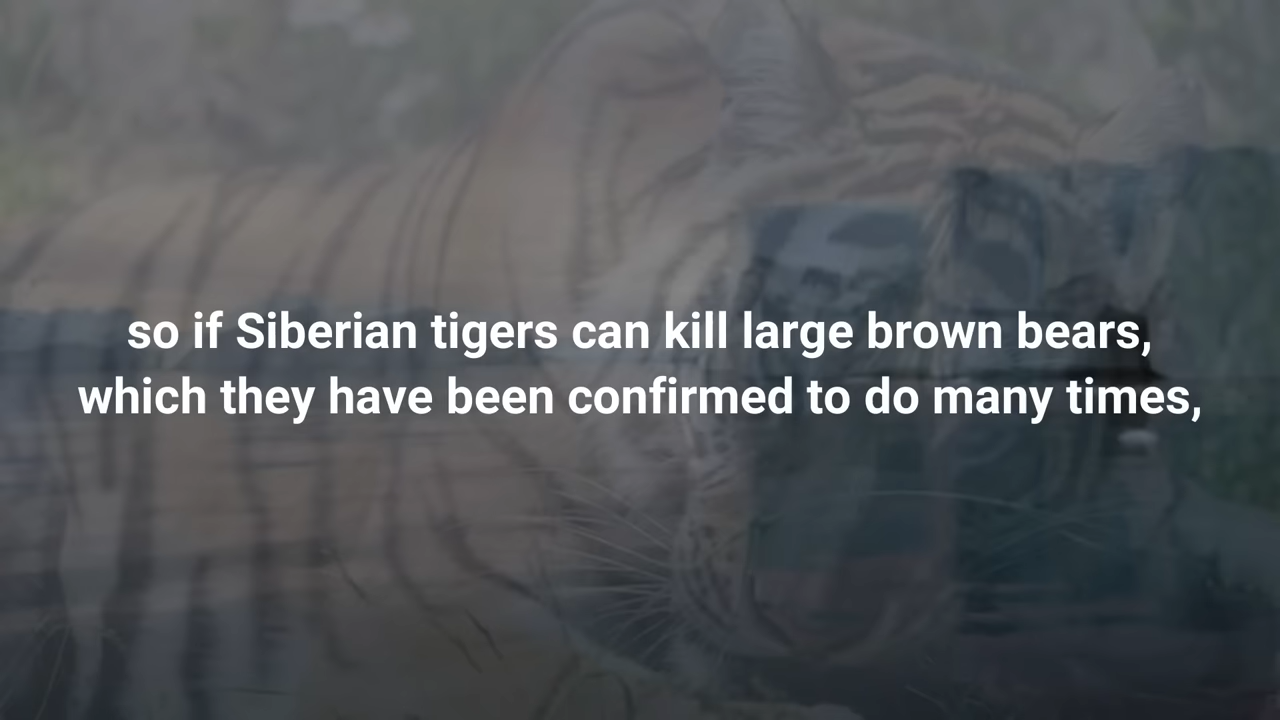 so if Siberian tigers can kill large brown bears,
which they have been confirmed to do many times,